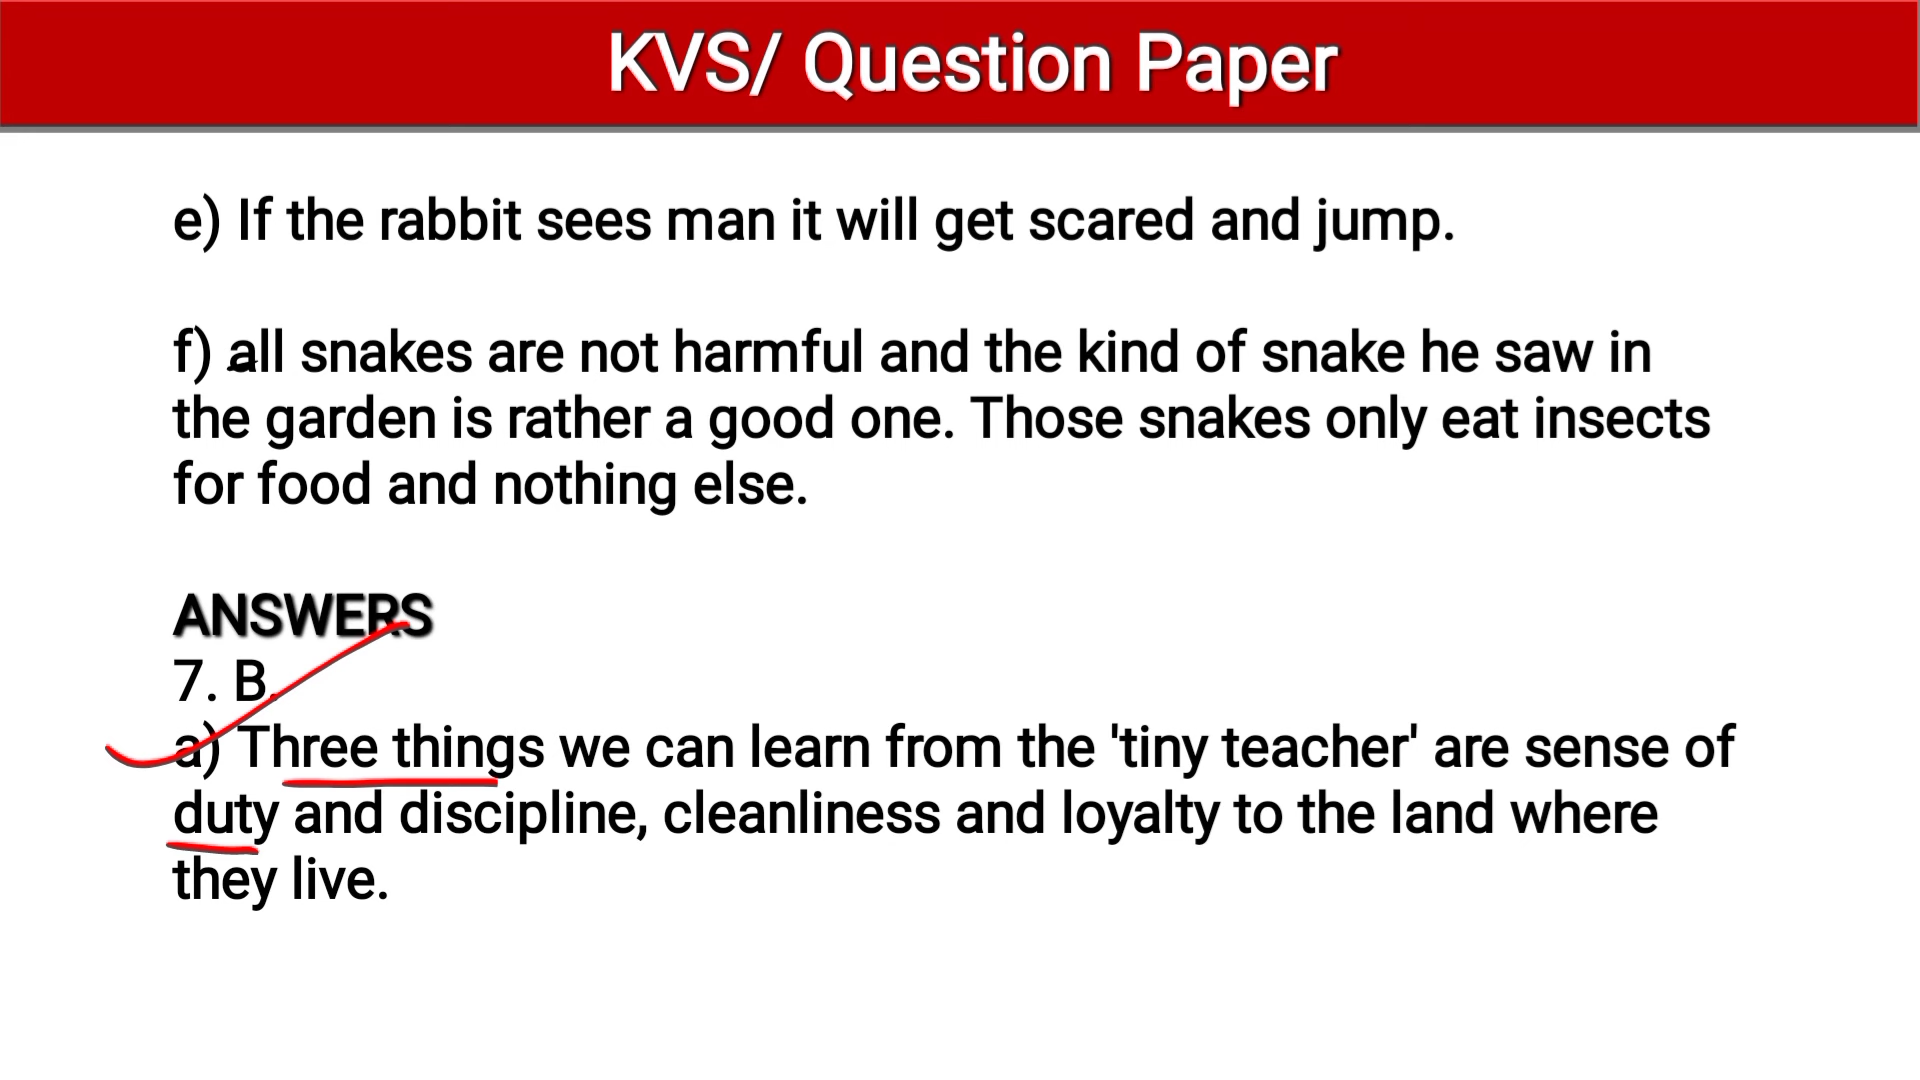 KVS/ Question Paper
e) If the rabbit sees man it will get scared and jump.
f) all snakes are not harmful and the kind of snake he saw in
the garden is rather a good one. Those snakes only eat insects
for food and nothing else.
ANSWERS
7. B.
a) Three things we can learn from the 'tiny teacher' are sense of
duty and discipline, cleanliness and loyalty to the land where
they live.